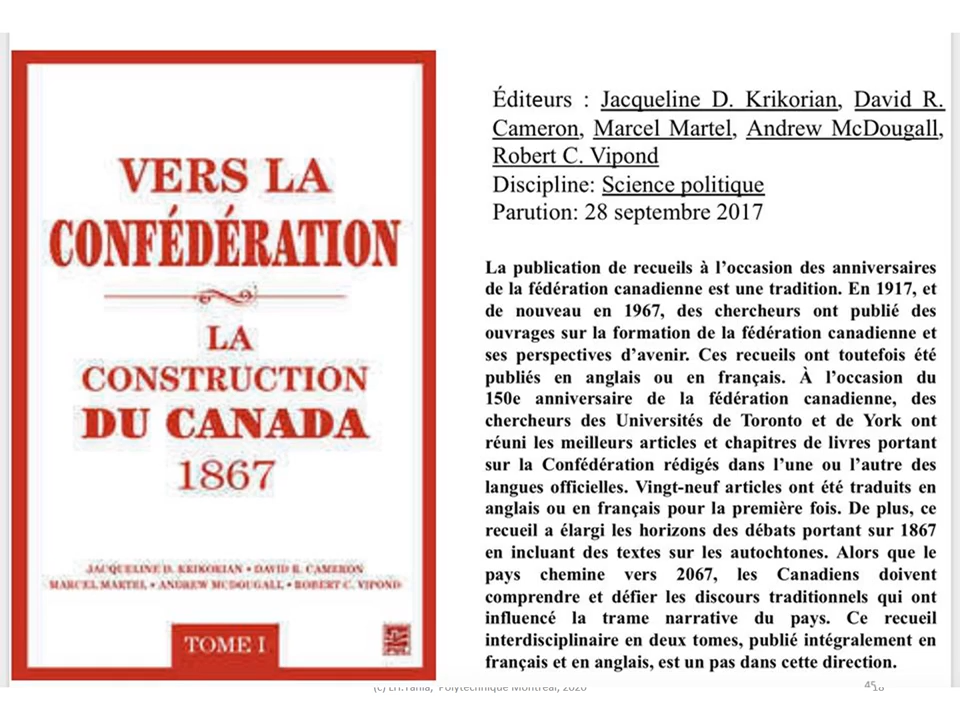 VERS LA
CONFÉDÉRATION
LA
CONSTRUCTION
DU CANADA
1867
JACQUELINE D. KRIKORIAN • DAVID R. CAMERON
MARCEL MARTEL • ANDREW MCDOUGALL • ROBERT C. VIPOND
TOME I
Éditeurs : Jacqueline D. Krikorian, David R.
Cameron, Marcel Martel, Andrew McDougall,
Robert C. Vipond
Discipline: Science politique
Parution: 28 septembre 2017
La publication de recueils à l’occasion des anniversaires
de la fédération canadienne est une tradition. En 1917, et
de nouveau en 1967, des chercheurs ont publié des
ouvrages sur la formation de la fédération canadienne et
ses perspectives d’avenir. Ces recueils ont toutefois été
publiés en anglais ou en français. À l’occasion du
150e anniversaire de la fédération canadienne, des
chercheurs des Universités de Toronto et de York ont
réuni les meilleurs articles et chapitres de livres portant
sur la Confédération rédigés dans l’une ou l’autre des
langues officielles. Vingt-neuf articles ont été traduits en
anglais ou en français pour la première fois. De plus, ce
recueil a élargi les horizons des débats portant sur 1867
en incluant des textes sur les autochtones. Alors que le
pays chemine vers 2067, les Canadiens doivent
comprendre et défier les discours traditionnels qui ont
influencé la trame narrative du pays. Ce recueil
interdisciplinaire en deux tomes, publié intégralement en
français et en anglais, est un pas dans cette direction.
Polytechnique Montréal, 2020
45
18